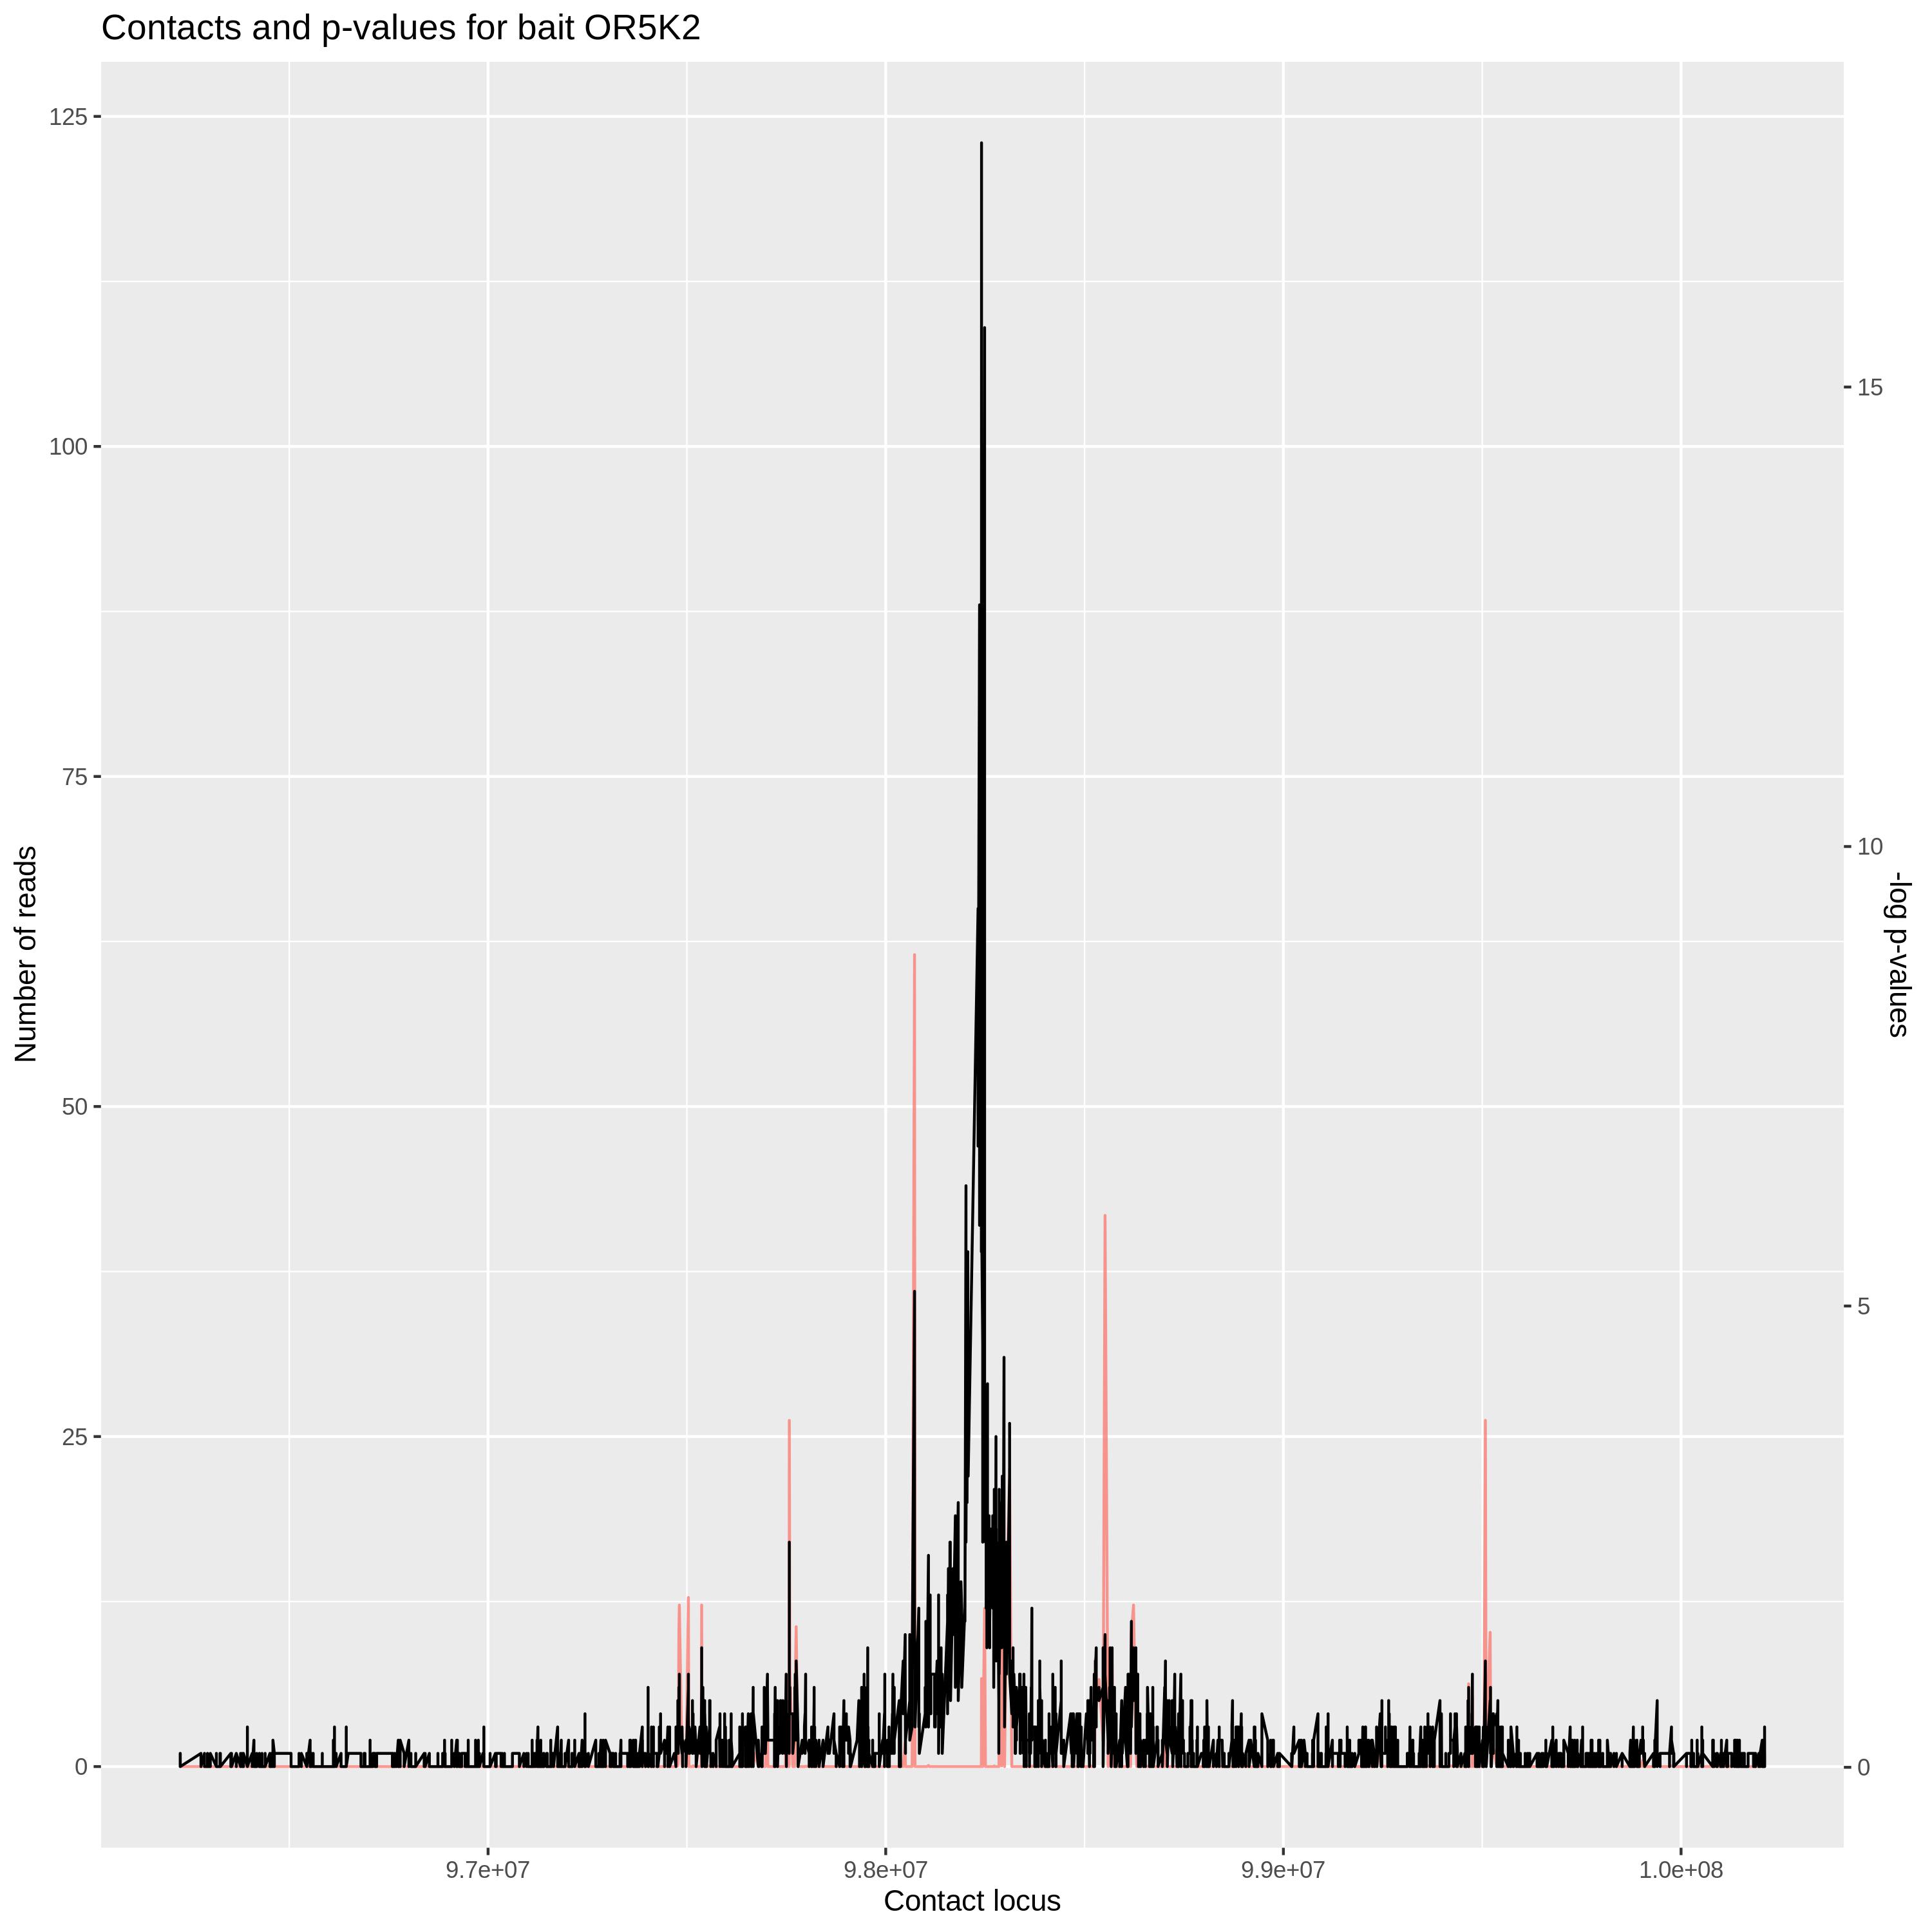 Contacts and p-values for bait OR5K2
125
100
75
50
25
0
Number of reads
15
10
5
0
-log p-values
9.7e+07
9.8e+07
9.9e+07
1.0e+08
Contact locus